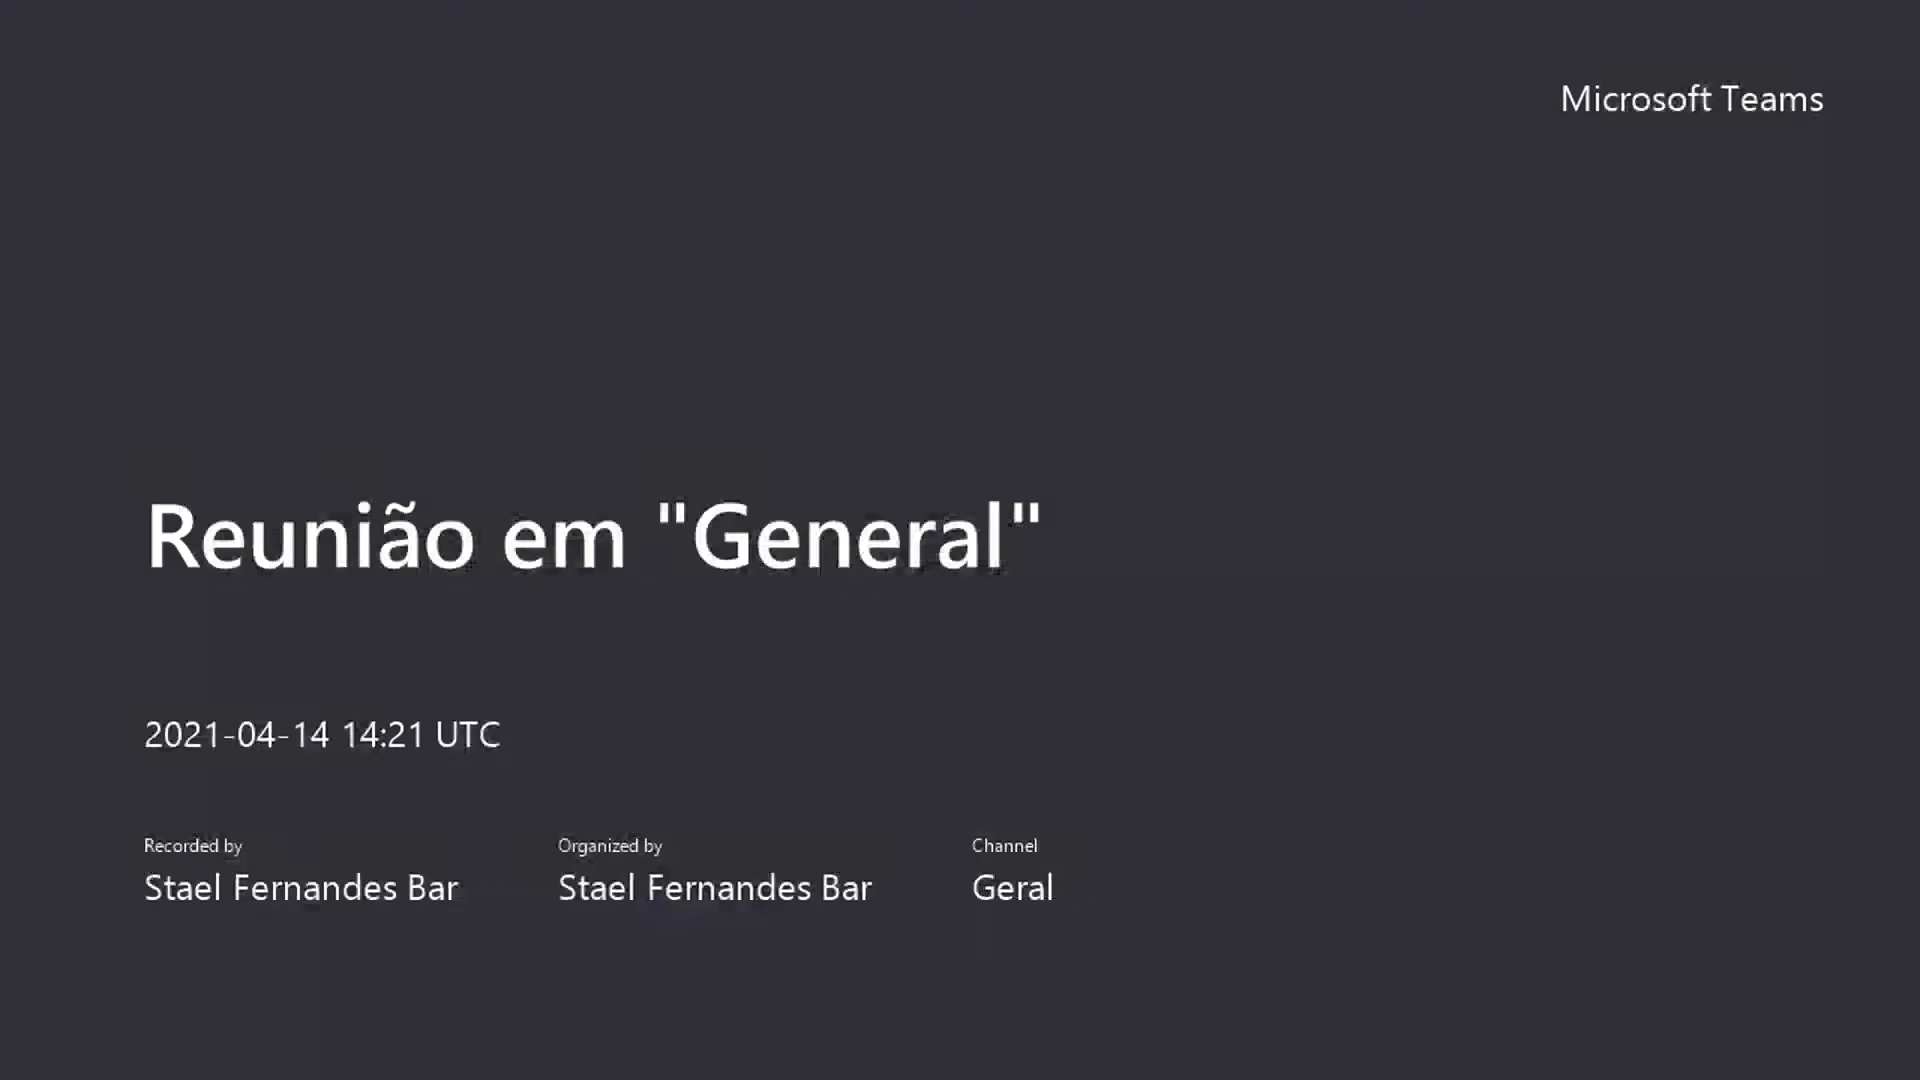 Microsoft Teams
Reunião em "General"
2021-04-14 14:21 UTC
Recorded by
Stael Fernandes Bar
Organized by
Stael Fernandes Bar
Channel
Geral